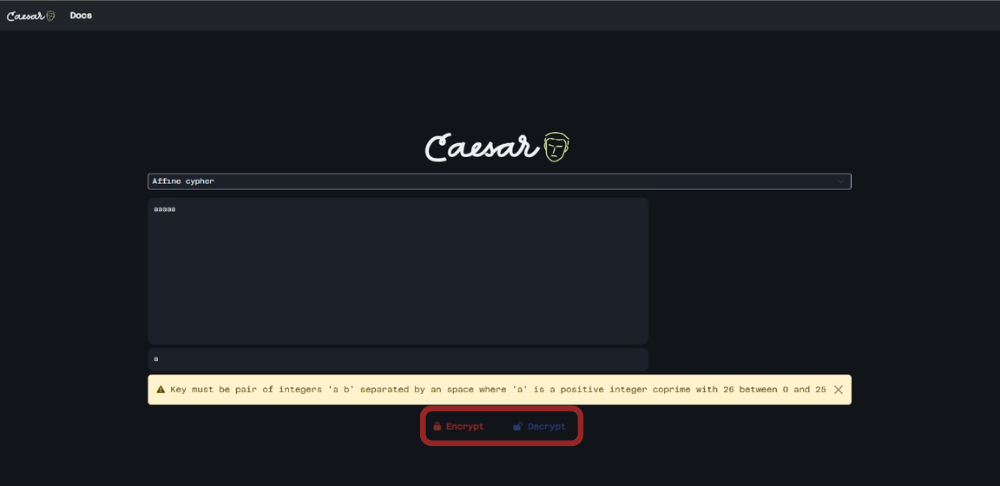 Caesar Docs
Caesar
Affine cypher
aaaaa
a
Key must be pair of integers 'a b' separated by an space where 'a' is a positive integer coprime with 26 between 0 and 25
Encrypt Decrypt